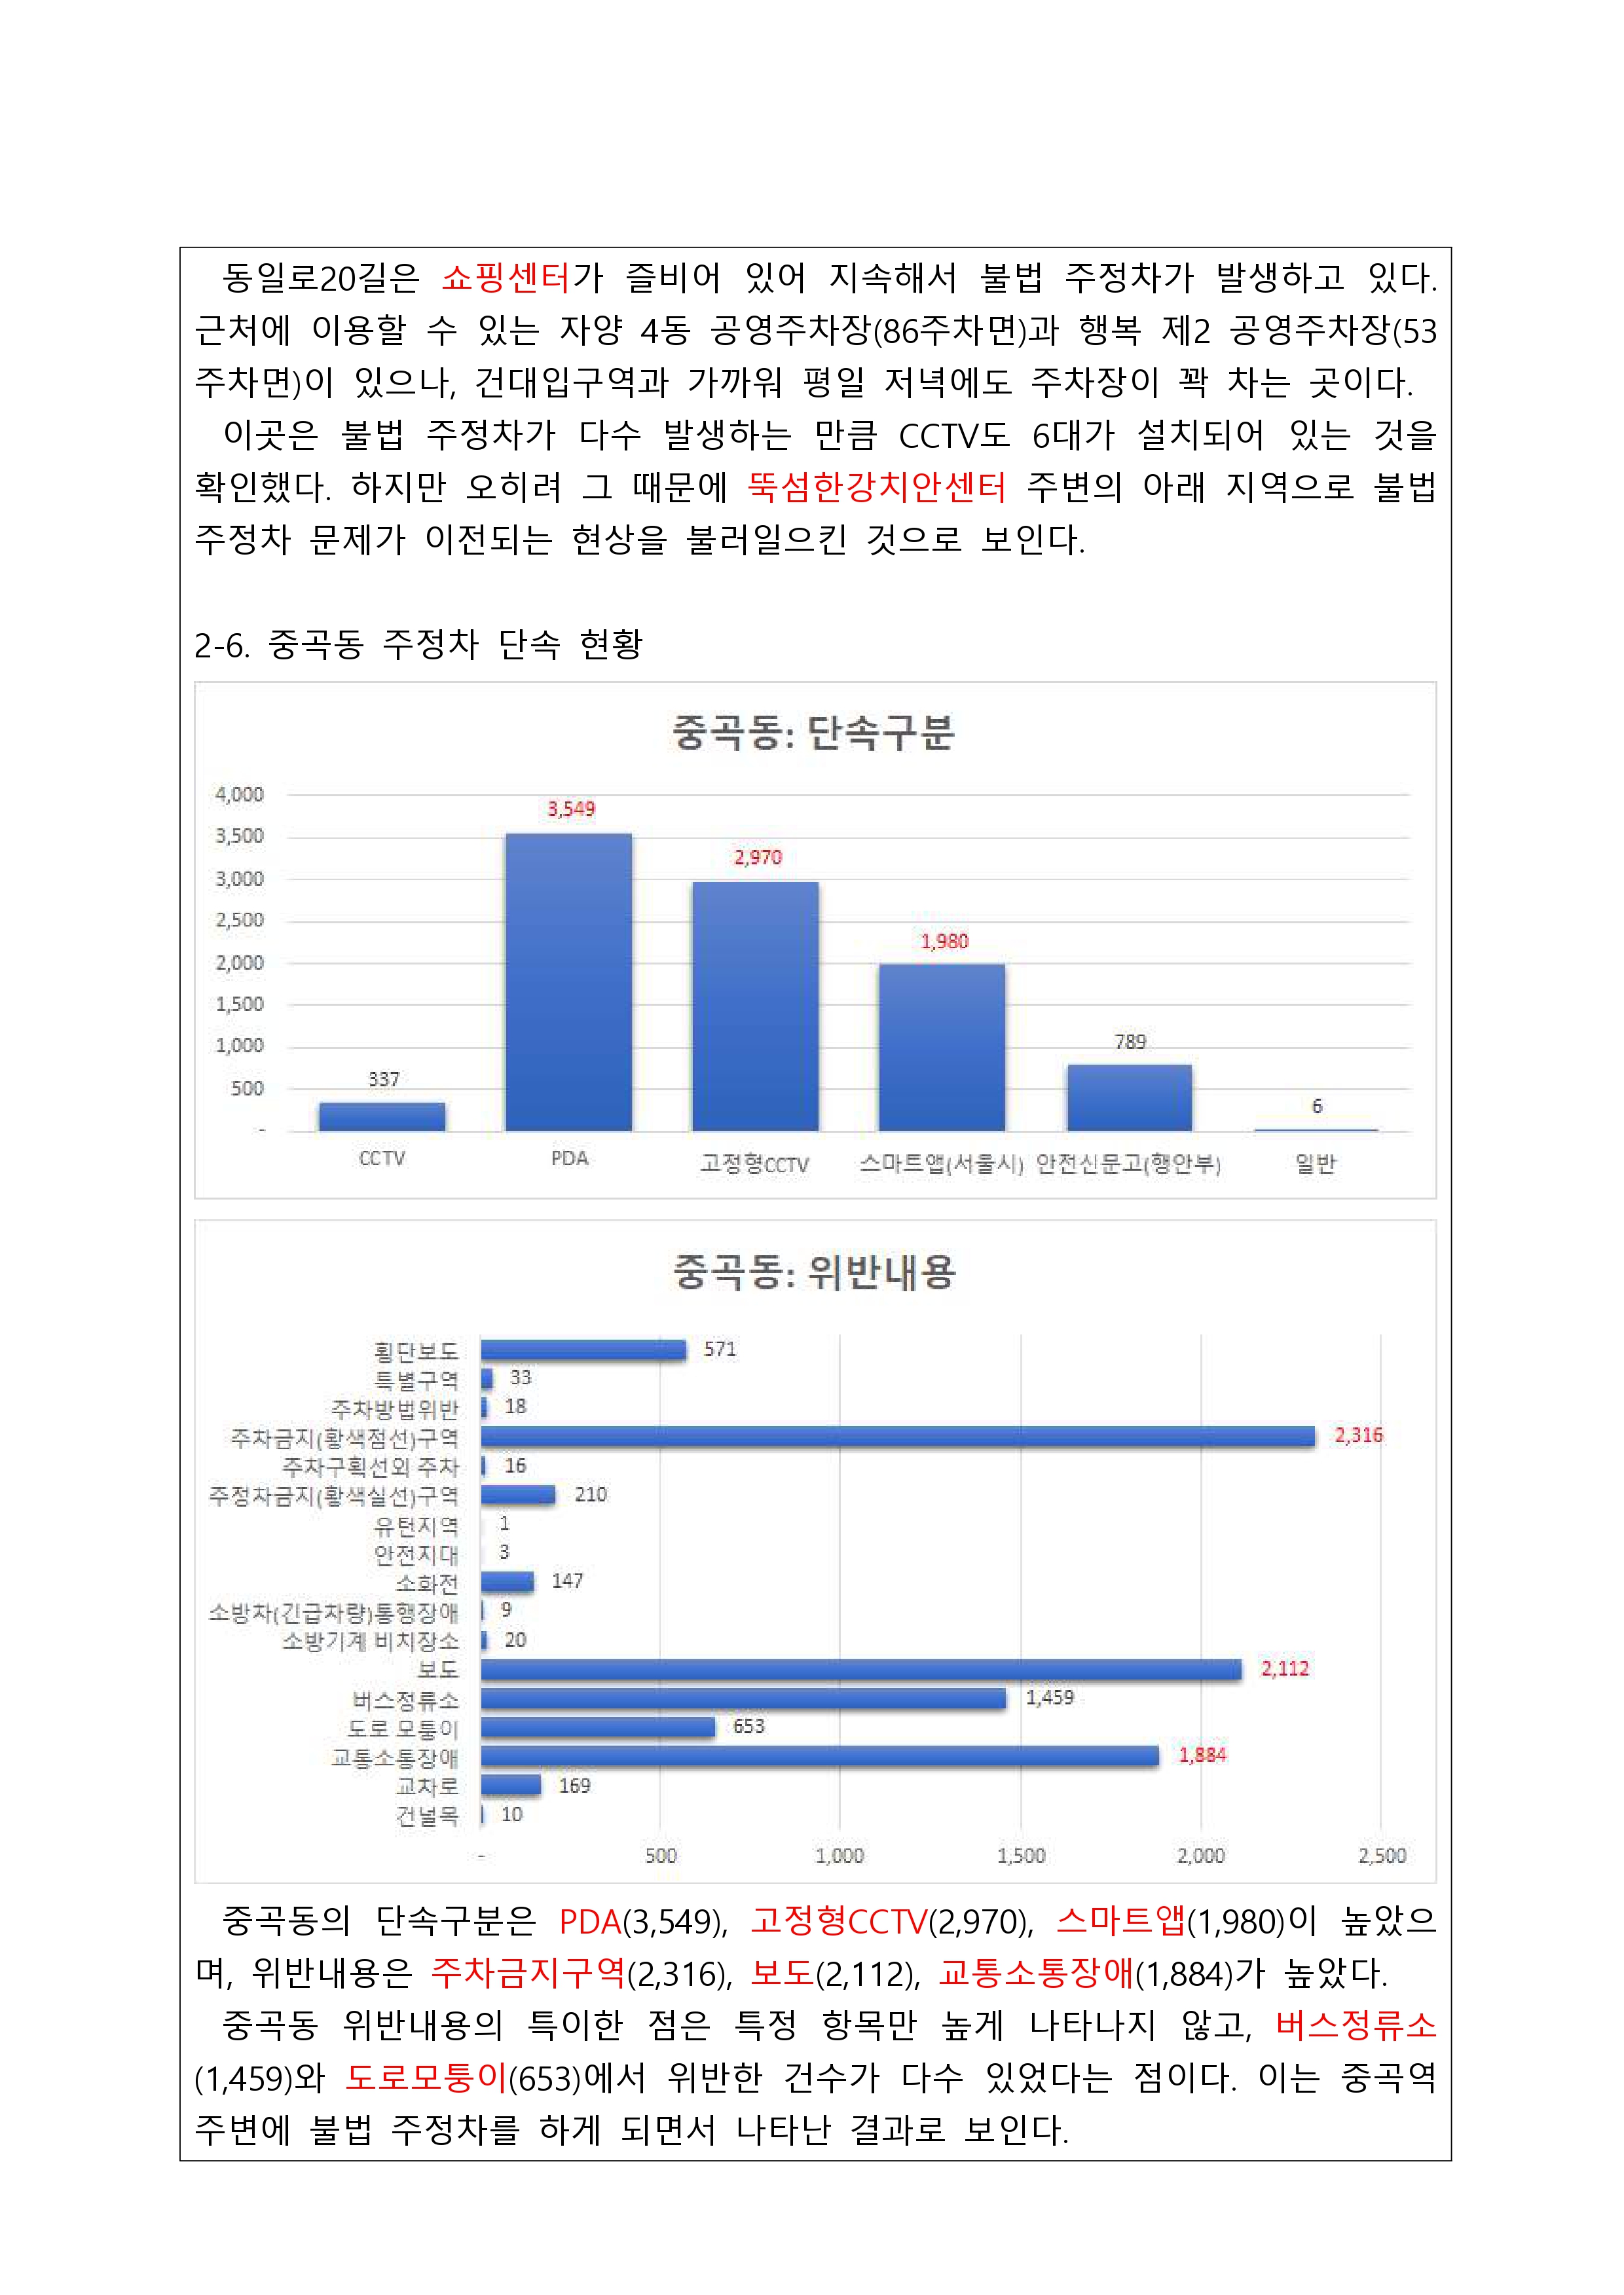 동일로20길은 쇼핑센터가 즐비어 있어 지속해서 불법 주정차가 발생하고 있다.
근처에 이용할 수 있는 자양 4동 공영주차장(86주차면)과 행복 제2 공영주차장(53
주차면)이 있으나, 건대입구역과 가까워 평일 저녁에도 주차장이 꽉 차는 곳이다.
이곳은 불법 주정차가 다수 발생하는 만큼 CCTV도 6대가 설치되어 있는 것을
확인했다. 하지만 오히려 그 때문에 뚝섬한강치안센터 주변의 아래 지역으로 불법
주정차 문제가 이전되는 현상을 불러일으킨 것으로 보인다.
2-6. 중곡동 주정차 단속 현황
중곡동: 단속구분
4,000
3,500
3,000
2,500
2,000
1,500
1,000
500
-
337
3,549
2,970
1,980
789
6
CCTV
PDA
고정형CCTV
스마트앱(서울시)
안전신문고(행안부)
일반
중곡동: 위반내용
횡단보도 571
특별구역 33
주차방법위반 18
주차금지(황색점선)구역 2,316
주차구획선외 주차 16
주정차금지(황색실선)구역 210
유턴지역 1
안전지대 3
소화전 147
소방차(긴급차량)통행장애 9
소방기계 비치장소 20
보도 2,112
버스정류소 1,459
도로 모퉁이 653
교통소통장애 1,884
교차로 169
건널목 10
- 500 1,000 1,500 2,000 2,500
중곡동의 단속구분은 PDA(3,549), 고정형CCTV(2,970), 스마트앱(1,980)이 높았으
며, 위반내용은 주차금지구역(2,316), 보도(2,112), 교통소통장애(1,884)가 높았다.
중곡동 위반내용의 특이한 점은 특정 항목만 높게 나타나지 않고, 버스정류소
(1,459)와 도로모퉁이(653)에서 위반한 건수가 다수 있었다는 점이다. 이는 중곡역
주변에 불법 주정차를 하게 되면서 나타난 결과로 보인다.